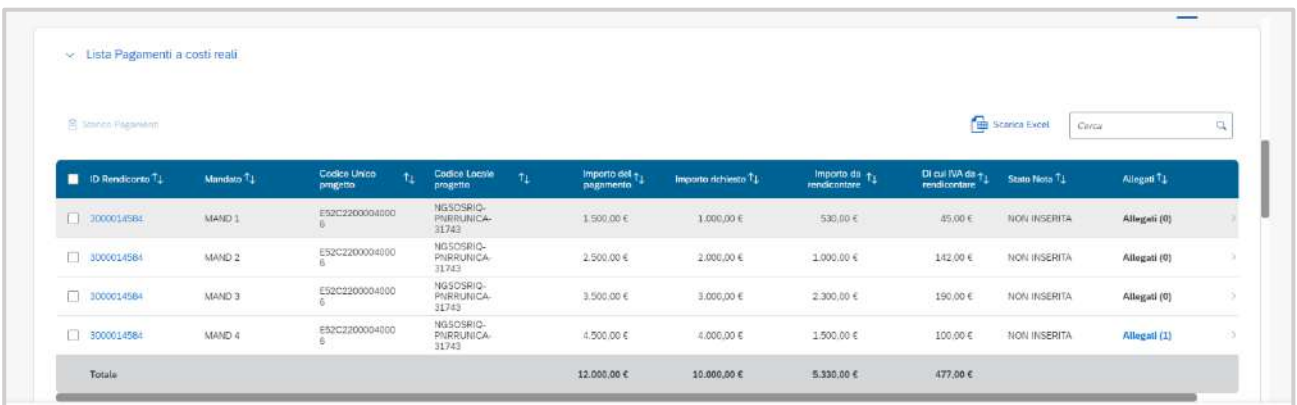 Lista Pagamenti a costi reali
Storico Pagamenti
Scarica Excel
Cerca
ID Rendiconto Mandato Codice Unico progetto Codice Locale progetto Importo del pagamento Importo richiesto Importo da rendicontare Di cui IVA da rendicontare Stato Nota Allegati
3000014584 MAND 1 E52C2200004000 NGSOSRIQ- 1.500,00 € 1.000,00 € 530,00 € 45,00 € NON INSERITA Allegati (0)
6 PNRRUNICA-
31743
3000014584 MAND 2 E52C2200004000 NGSOSRIQ- 2.500,00 € 2.000,00 € 1.000,00 € 142,00 € NON INSERITA Allegati (0)
6 PNRRUNICA-
31743
3000014584 MAND 3 E52C2200004000 NGSOSRIQ- 3.500,00 € 3.000,00 € 2.300,00 € 190,00 € NON INSERITA Allegati (0)
6 PNRRUNICA-
31743
3000014584 MAND 4 E52C2200004000 NGSOSRIQ- 4.500,00 € 4.000,00 € 1.500,00 € 100,00 € NON INSERITA Allegati (1)
6 PNRRUNICA-
31743
Totale 12.000,00 € 10.000,00 € 5.330,00 € 477,00 €